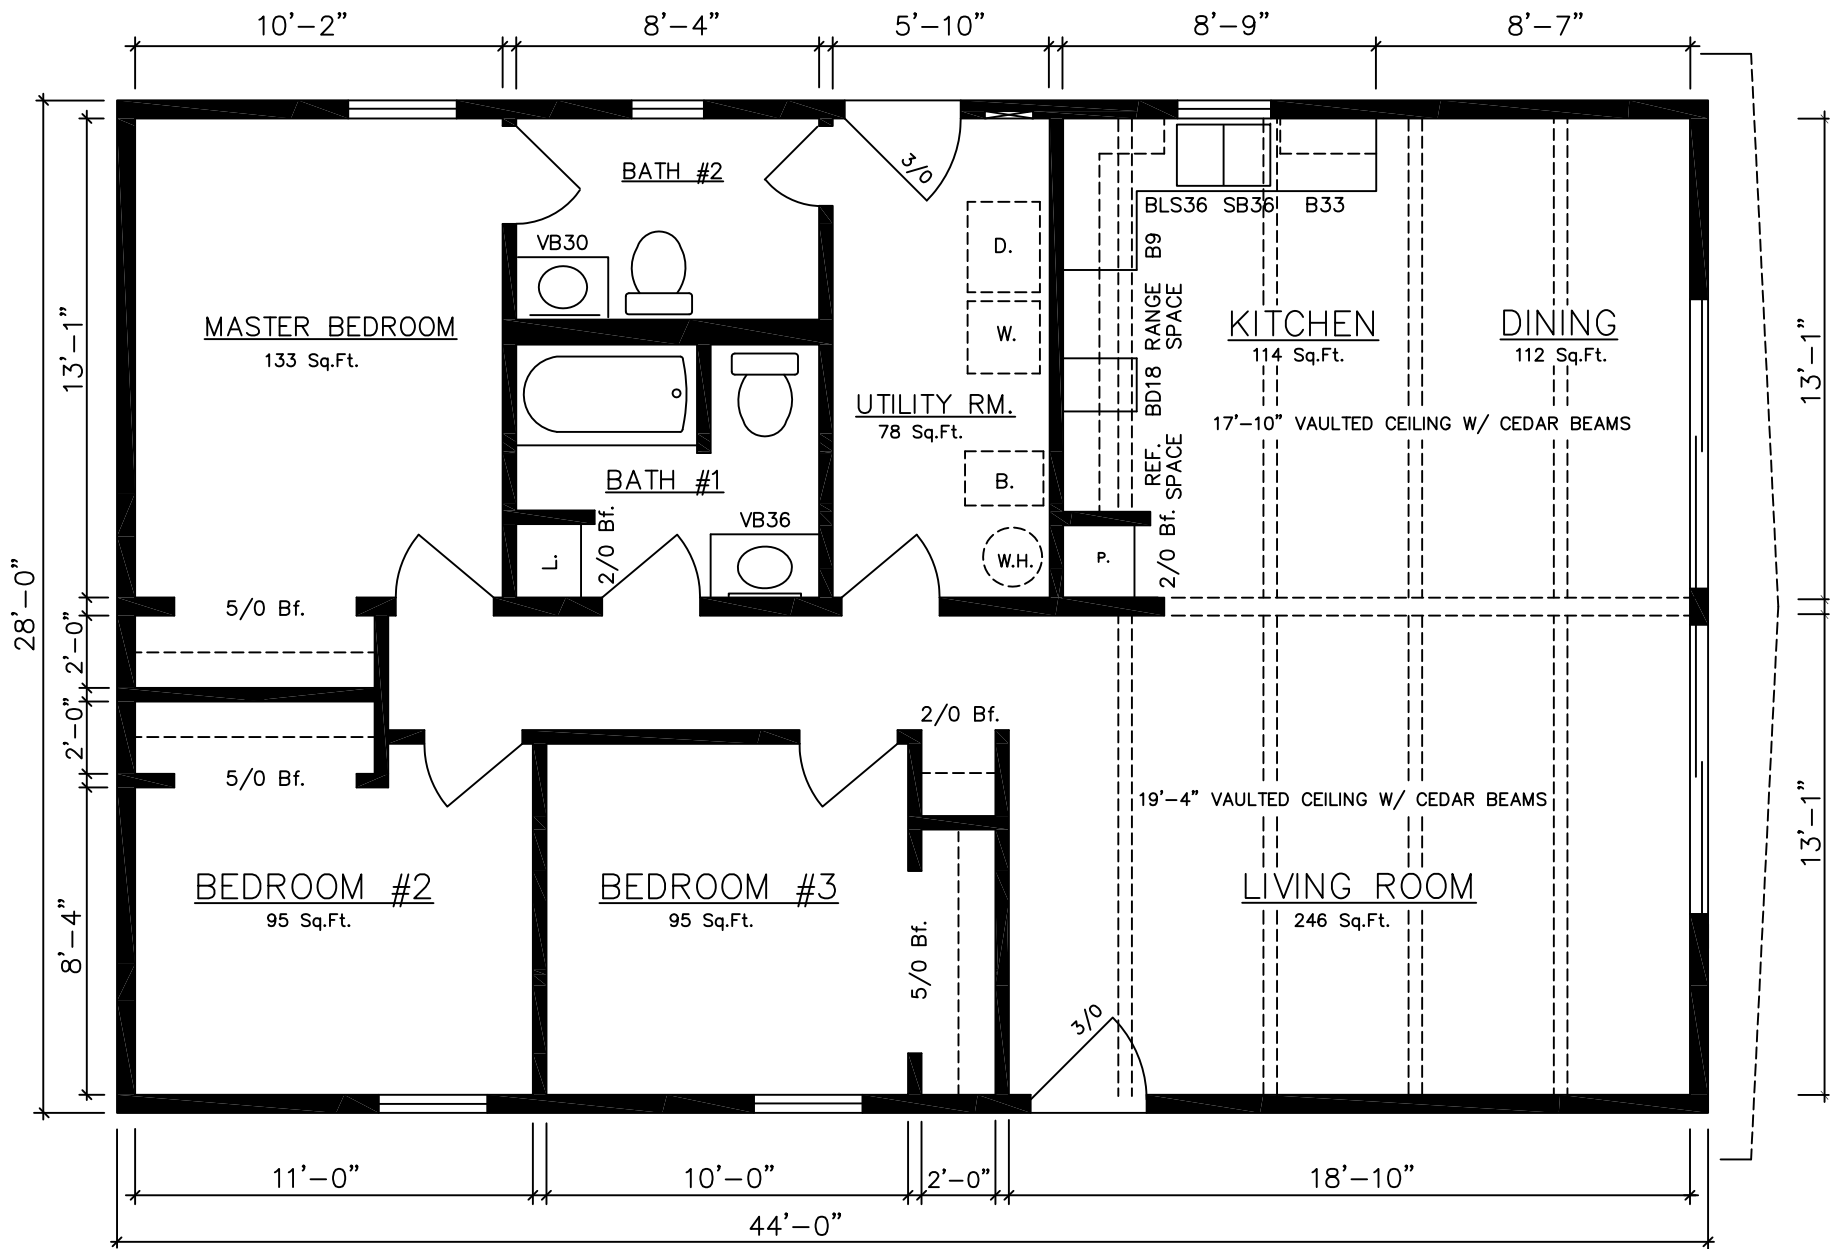 10'-2" 8'-4" 5'-10" 8'-9" 8'-7"
3/0
BATH #2
BLS36 SB36 B33
VB30
D.
B9
MASTER BEDROOM
133 Sq.Ft.
W.
RANGE
SPACE
KITCHEN
114 Sq.Ft.
DINING
112 Sq.Ft.
13'-1"
13'-1"
BD18
UTILITY RM.
78 Sq.Ft.
17'-10" VAULTED CEILING W/ CEDAR BEAMS
REF.
SPACE
BATH #1
B.
VB36
L.
2/0 Bf.
W.H.
P.
2/0 Bf.
28'-0"
5/0 Bf.
2'-0"
2'-0"
2/0 Bf.
5/0 Bf.
19'-4" VAULTED CEILING W/ CEDAR BEAMS
13'-1"
BEDROOM #2
95 Sq.Ft.
BEDROOM #3
95 Sq.Ft.
LIVING ROOM
246 Sq.Ft.
8'-4"
5/0 Bf.
3/0
11'-0" 10'-0" 2'-0" 18'-10"
44'-0"